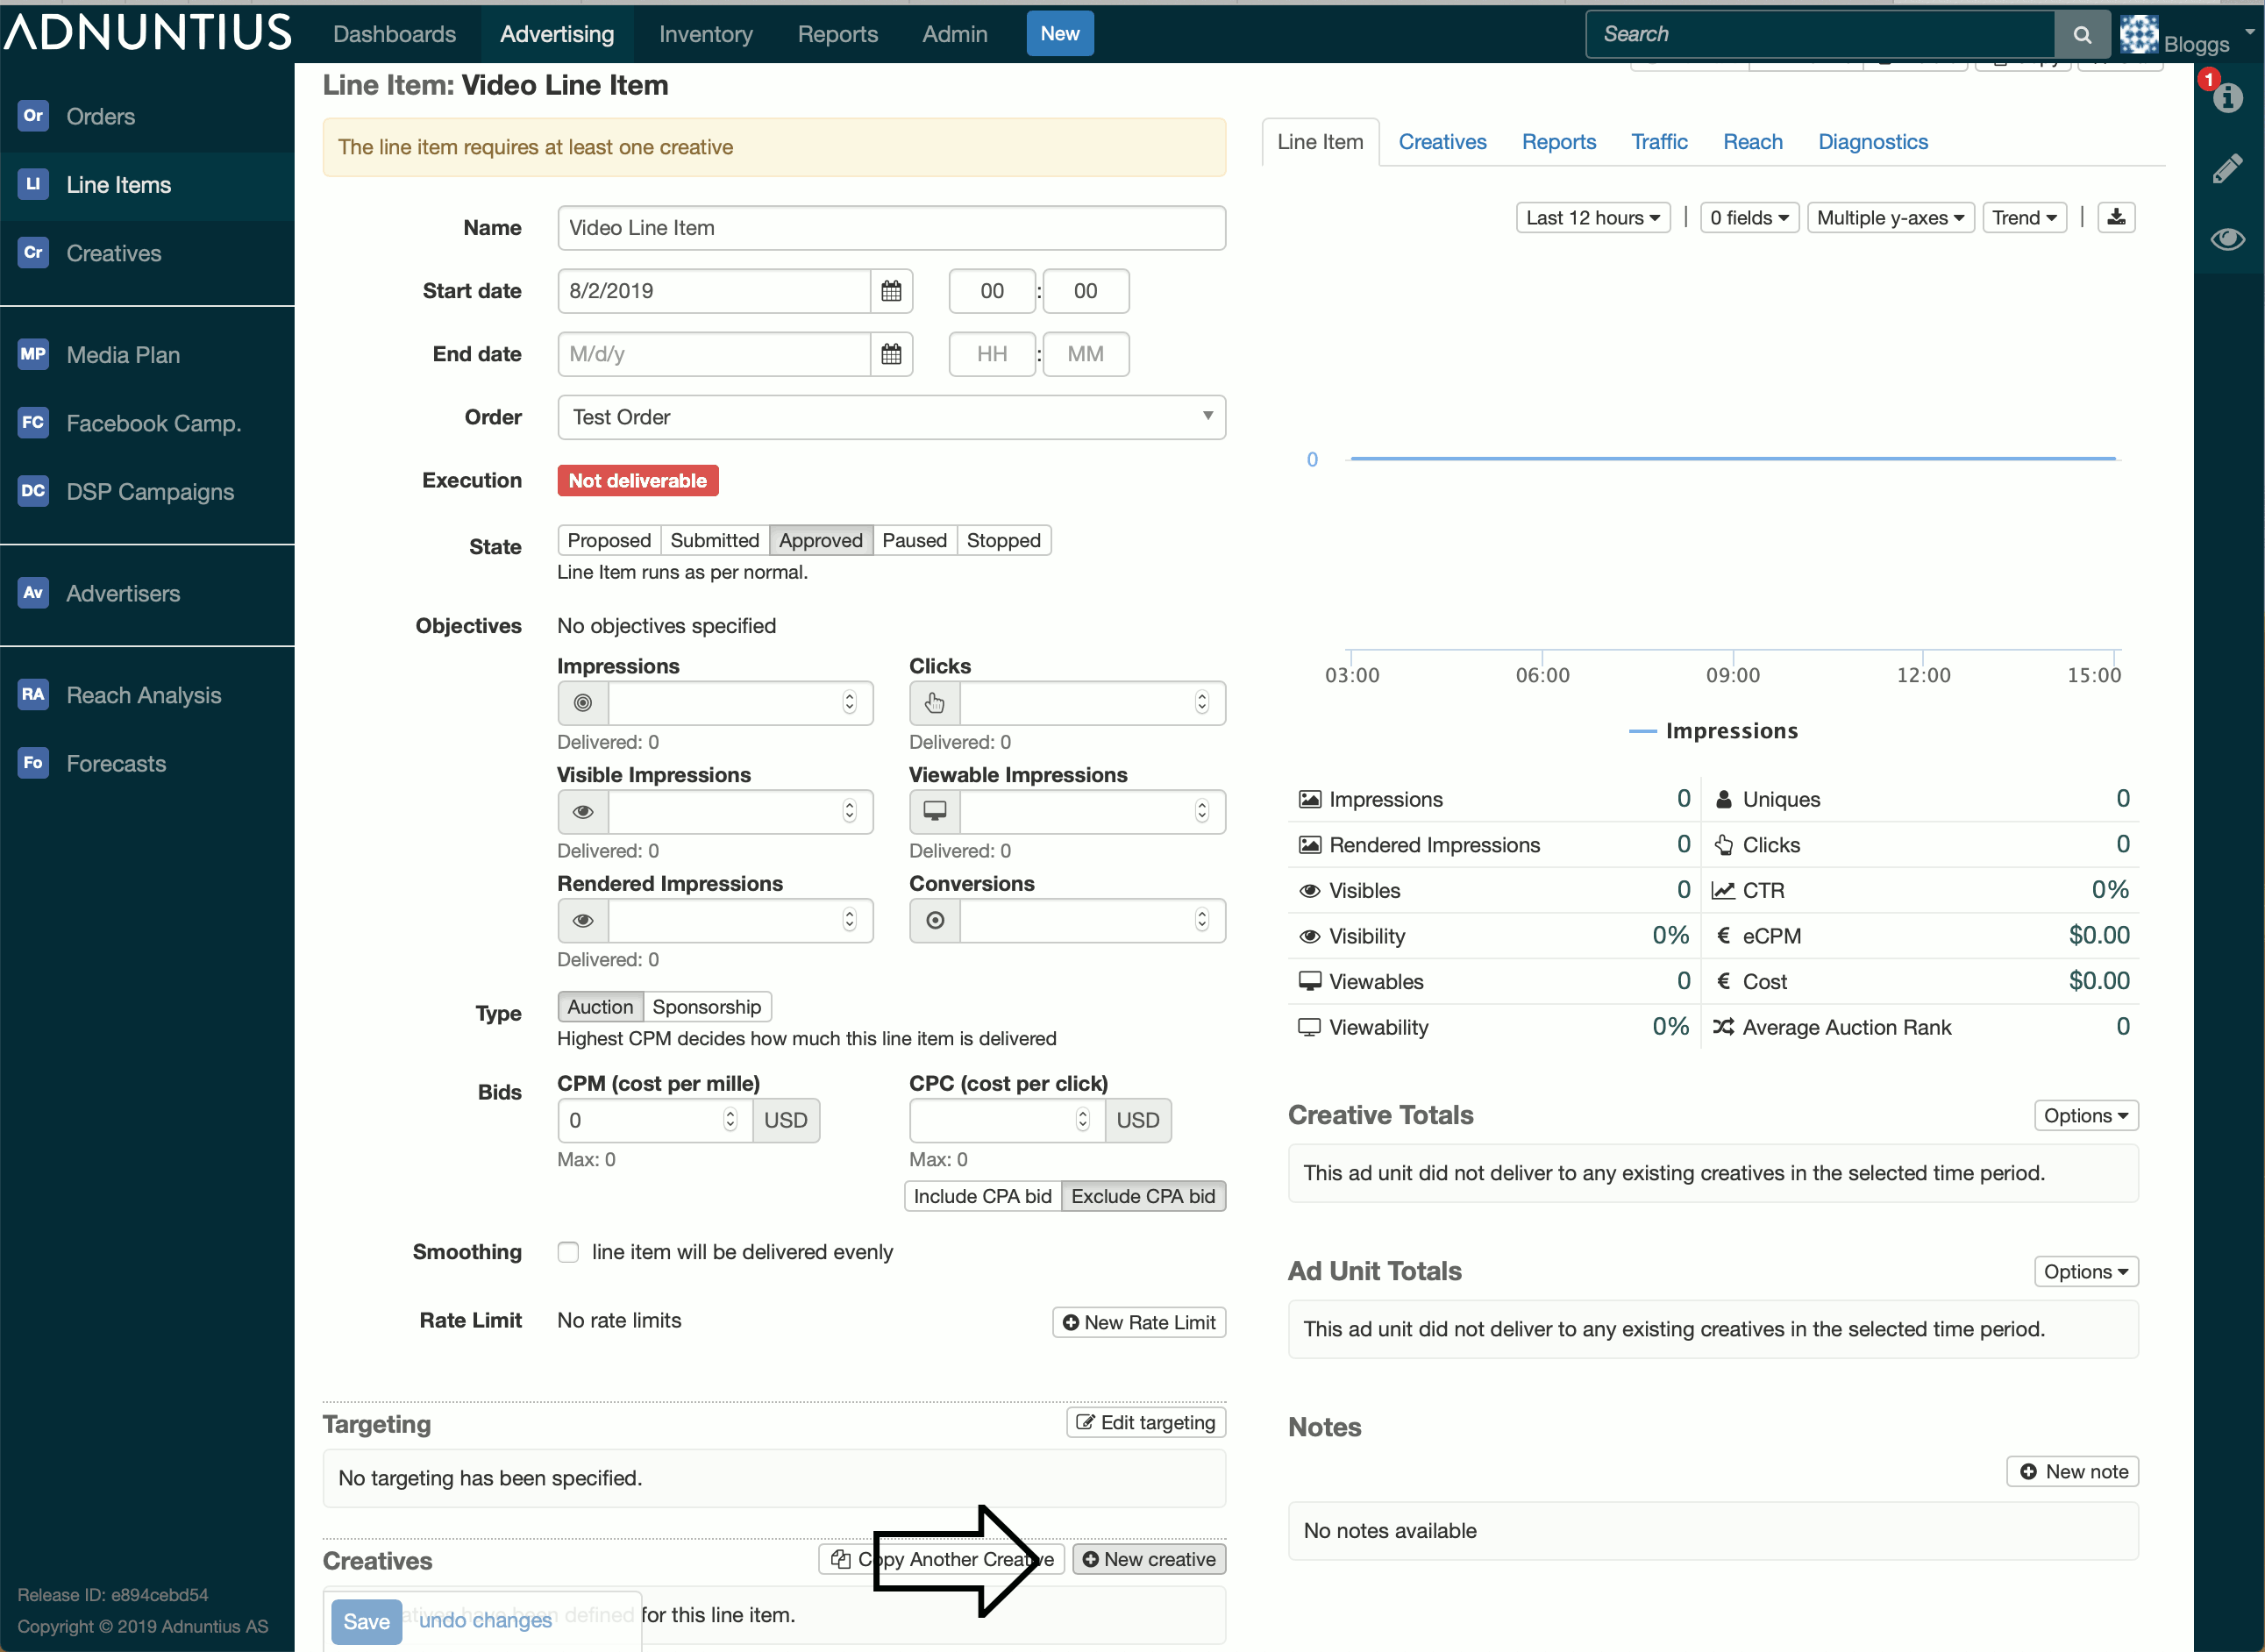 ADNUNTIUS
Dashboards Advertising Inventory Reports Admin New
Search
Bloggs
Or Orders
LI Line Items
Cr Creatives
MP Media Plan
FC Facebook Camp.
DC DSP Campaigns
Av Advertisers
RA Reach Analysis
Fo Forecasts
Release ID: e894cebd54
Copyright © 2019 Adnuntius AS
Line Item: Video Line Item
The line item requires at least one creative
Name Video Line Item
Start date 8/2/2019 00 : 00
End date M/d/y HH : MM
Order Test Order
Execution Not deliverable
State Proposed Submitted Approved Paused Stopped
Line Item runs as per normal.
Objectives No objectives specified
Impressions Clicks
Delivered: 0 Delivered: 0
Visible Impressions Viewable Impressions
Delivered: 0 Delivered: 0
Rendered Impressions Conversions
Delivered: 0
Type Auction Sponsorship
Highest CPM decides how much this line item is delivered
Bids CPM (cost per mille) CPC (cost per click)
0 USD USD
Max: 0 Max: 0
Include CPA bid Exclude CPA bid
Smoothing line item will be delivered evenly
Rate Limit No rate limits New Rate Limit
Targeting Edit targeting
No targeting has been specified.
Creatives Copy Another Creative New creative
have been defined for this line item.
Save undo changes
1
Line Item Creatives Reports Traffic Reach Diagnostics
Last 12 hours | 0 fields Multiple y-axes Trend |
0
03:00 06:00 09:00 12:00 15:00
Impressions
Impressions 0 Uniques 0
Rendered Impressions 0 Clicks 0
Visibles 0 CTR 0%
Visibility 0% € eCPM $0.00
Viewables 0 € Cost $0.00
Viewability 0% Average Auction Rank 0
Creative Totals Options
This ad unit did not deliver to any existing creatives in the selected time period.
Ad Unit Totals Options
This ad unit did not deliver to any existing creatives in the selected time period.
Notes
New note
No notes available